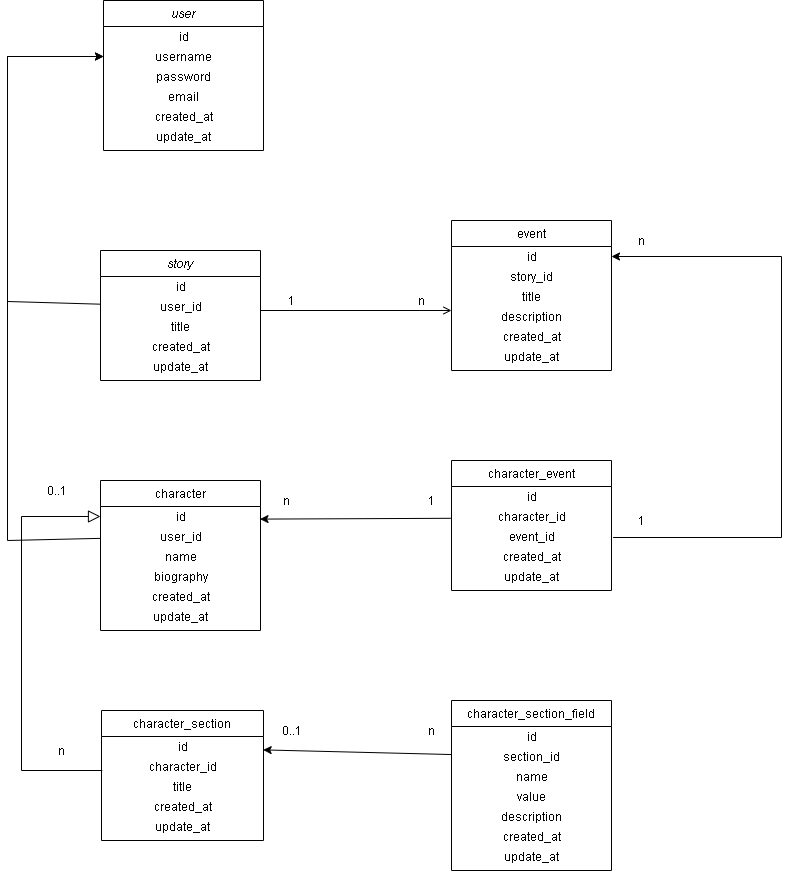 user
id
username
password
email
created_at
update_at
story
id
user_id
title
created_at
update_at
1
n
event
id
story_id
title
description
created_at
update_at
n
0..1
character
id
user_id
name
biography
created_at
update_at
n
1
character_event
id
character_id
event_id
created_at
update_at
1
n
character_section
id
character_id
title
created_at
update_at
0..1
n
character_section_field
id
section_id
name
value
description
created_at
update_at